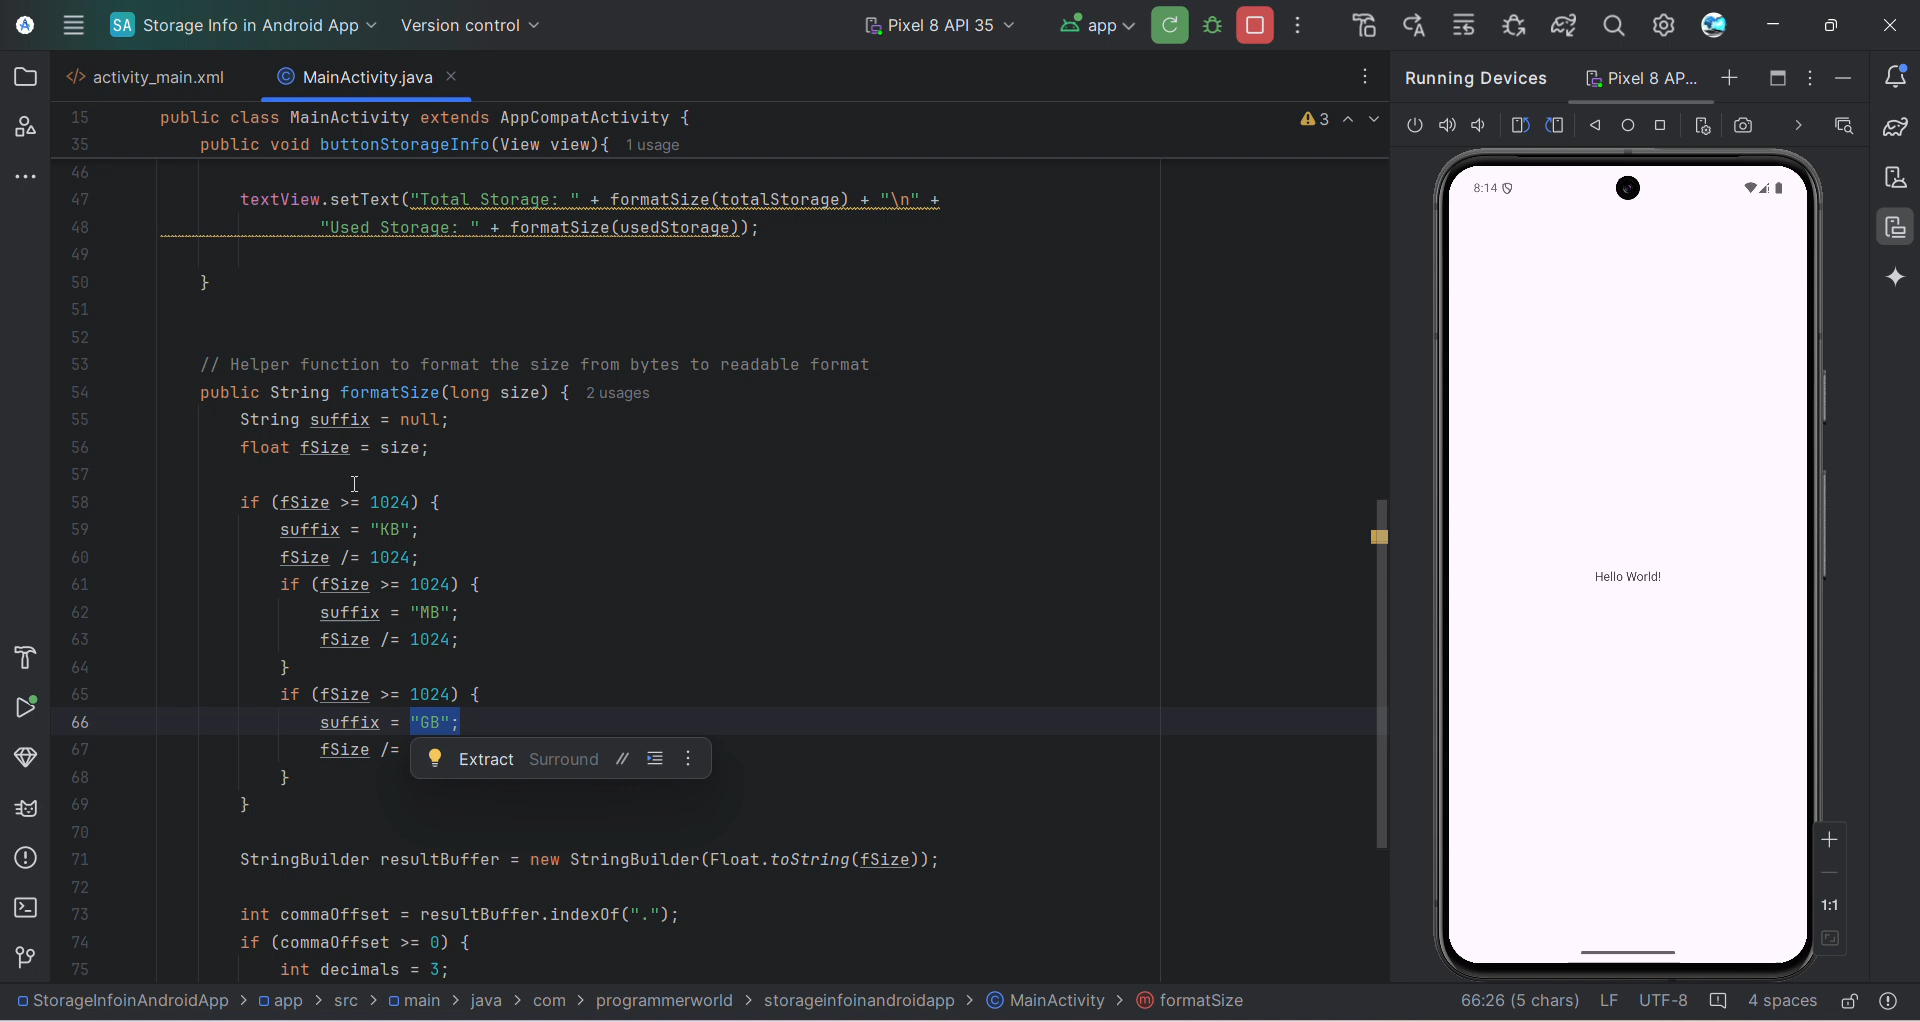 SA Storage Info in Android App Version control Pixel 8 API 35 app
activity_main.xml MainActivity.java
15 public class MainActivity extends AppCompatActivity { 3
35 public void buttonStorageInfo(View view){ 1 usage
46
47 textView.setText("Total Storage: " + formatSize(totalStorage) + "\n" +
48 "Used Storage: " + formatSize(usedStorage));
49
50 }
51
52
53 // Helper function to format the size from bytes to readable format
54 public String formatSize(long size) { 2 usages
55 String suffix = null;
56 float fSize = size;
57
58 if (fSize >= 1024) {
59 suffix = "KB";
60 fSize /= 1024;
61 if (fSize >= 1024) {
62 suffix = "MB";
63 fSize /= 1024;
64 }
65 if (fSize >= 1024) {
66 suffix = "GB";
67 fSize /=
Extract Surround //
68 }
69 }
70
71 StringBuilder resultBuffer = new StringBuilder(Float.toString(fSize));
72
73 int commaOffset = resultBuffer.indexOf(".");
74 if (commaOffset >= 0) {
75 int decimals = 3;
Running Devices Pixel 8 AP...
8:14
Hello World!
1:1
StorageInfoinAndroidApp > app > src > main > java > com > programmerworld > storageinfoinandroidapp > MainActivity > formatSize 66:26 (5 chars) LF UTF-8 4 spaces